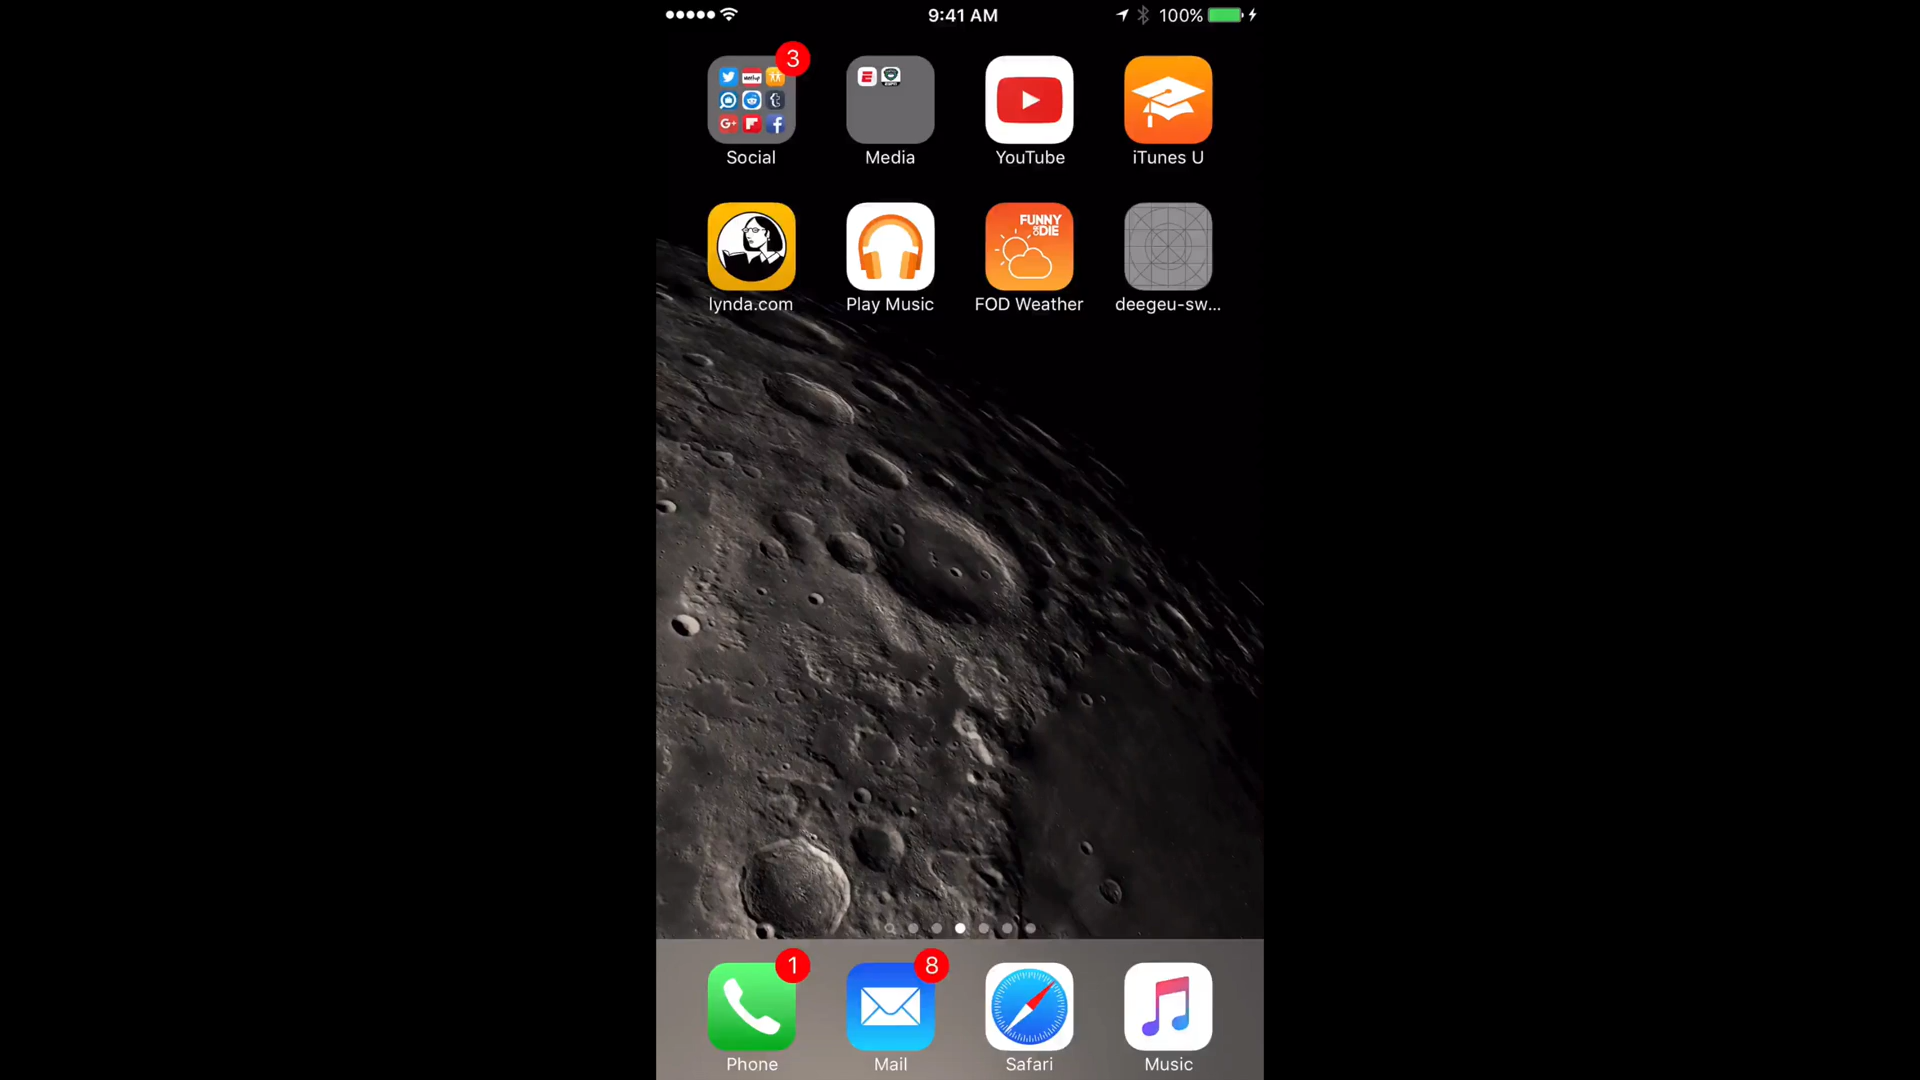 9:41 AM
100%
3
Social
Media
YouTube
iTunes U
FUNNY
OR DIE
lynda.com
Play Music
FOD Weather
deegeu-sw...
1
8
Phone
Mail
Safari
Music